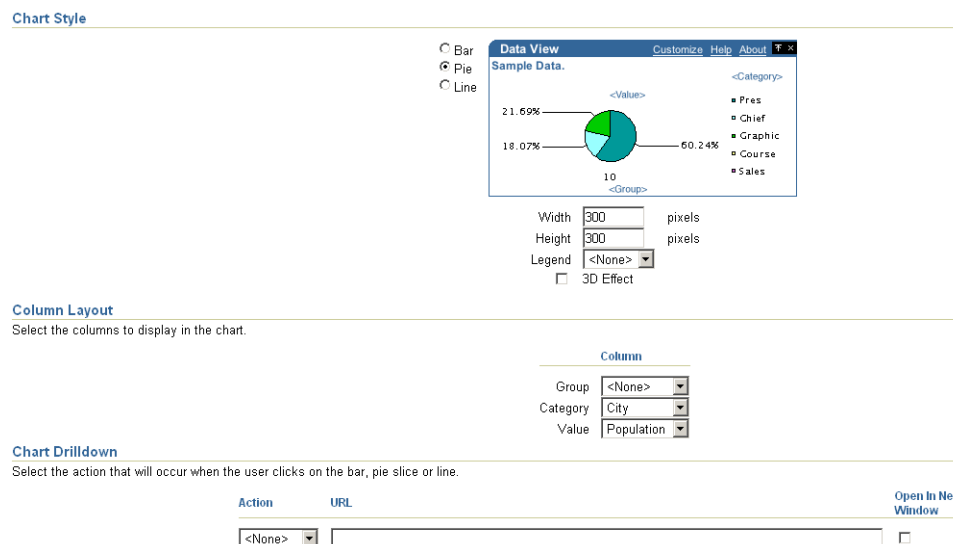 Chart Style
Bar
Pie
Line
Data View Customize Help About
Sample Data.
<Category>
<Value>
Pres
Chief
Graphic
Course
Sales
21.69%
18.07%
60.24%
10
<Group>
Width 300 pixels
Height 300 pixels
Legend <None>
3D Effect
Column Layout
Select the columns to display in the chart.
Column
Group <None>
Category City
Value Population
Chart Drilldown
Select the action that will occur when the user clicks on the bar, pie slice or line.
Action URL Open In Ne
Window
<None>